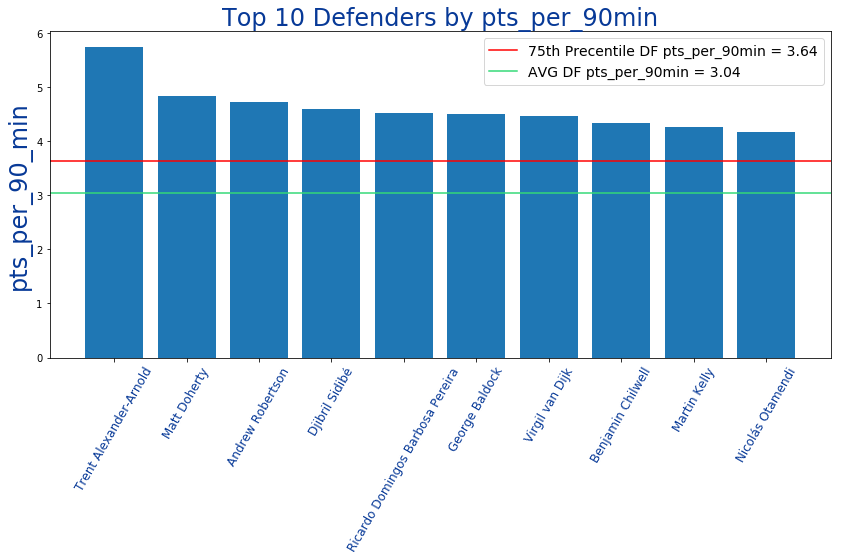 Top 10 Defenders by pts_per_90min
75th Precentile DF pts_per_90min = 3.64
AVG DF pts_per_90min = 3.04
pts_per_90_min
6
5
4
3
2
1
0
Trent Alexander-Arnold
Matt Doherty
Andrew Robertson
Djibril Sidibé
Ricardo Domingos Barbosa Pereira
George Baldock
Virgil van Dijk
Benjamin Chilwell
Martin Kelly
Nicolás Otamendi